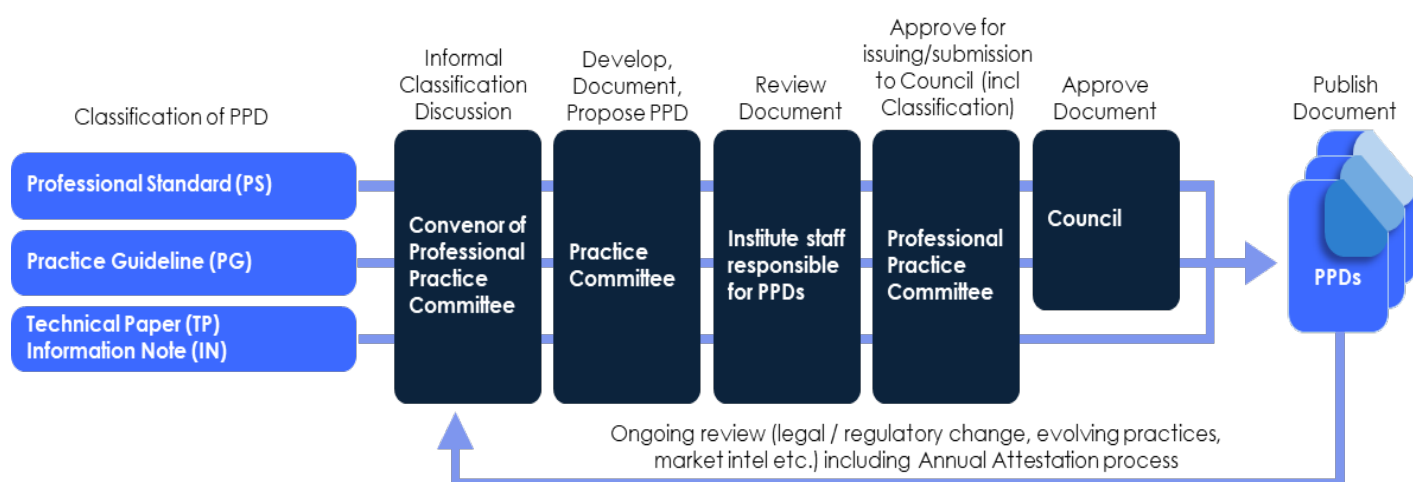 Classification of PPD
Professional Standard (PS)
Practice Guideline (PG)
Technical Paper (TP)
Information Note (IN)
Informal
Classification
Discussion
Convenor of
Professional
Practice
Committee
Develop,
Document,
Propose PPD
Practice
Committee
Review
Document
Institute staff
responsible
for PPDs
Approve for
issuing/submission
to Council (incl
Classification)
Professional
Practice
Committee
Approve
Document
Council
Publish
Document
PPDs
Ongoing review (legal / regulatory change, evolving practices,
market intel etc.) including Annual Attestation process